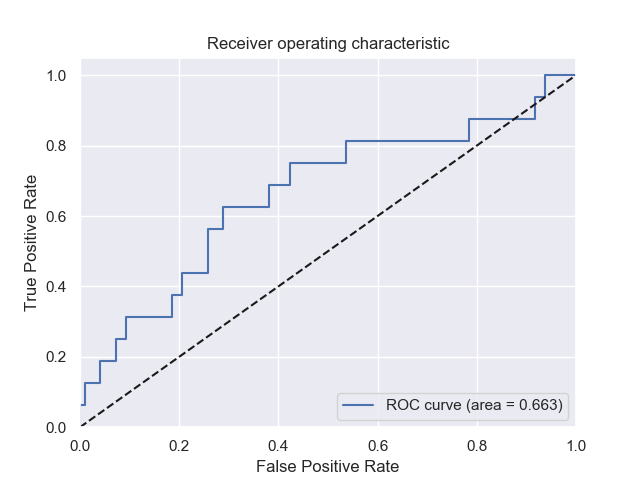 Receiver operating characteristic
True Positive Rate
1.0
0.8
0.6
0.4
0.2
0.0
ROC curve (area = 0.663)
0.0 0.2 0.4 0.6 0.8 1.0
False Positive Rate